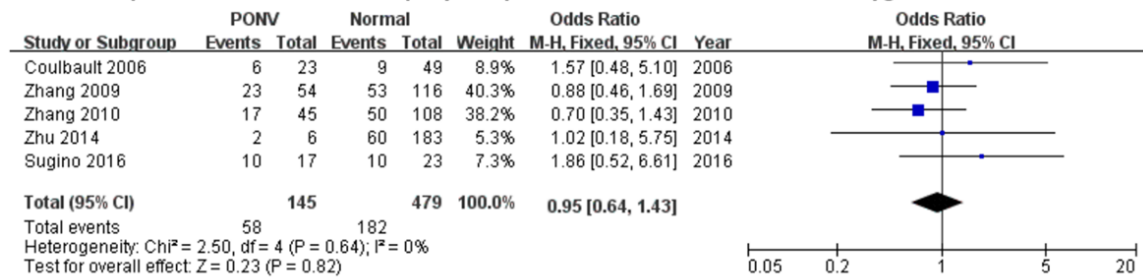 PONV Normal Odds Ratio Odds Ratio
Study or Subgroup Events Total Events Total Weight M-H, Fixed, 95% CI Year M-H, Fixed, 95% CI
Coulbault 2006 6 23 9 49 8.9% 1.57 [0.48, 5.10] 2006
Zhang 2009 23 54 53 116 40.3% 0.88 [0.46, 1.69] 2009
Zhang 2010 17 45 50 108 38.2% 0.70 [0.35, 1.43] 2010
Zhu 2014 2 6 60 183 5.3% 1.02 [0.18, 5.75] 2014
Sugino 2016 10 17 10 23 7.3% 1.86 [0.52, 6.61] 2016
Total (95% CI) 145 479 100.0% 0.95 [0.64, 1.43]
Total events 58 182
Heterogeneity: Chi² = 2.50, df = 4 (P = 0.64); I² = 0%
Test for overall effect: Z = 0.23 (P = 0.82)
0.05 0.2 1 5 20